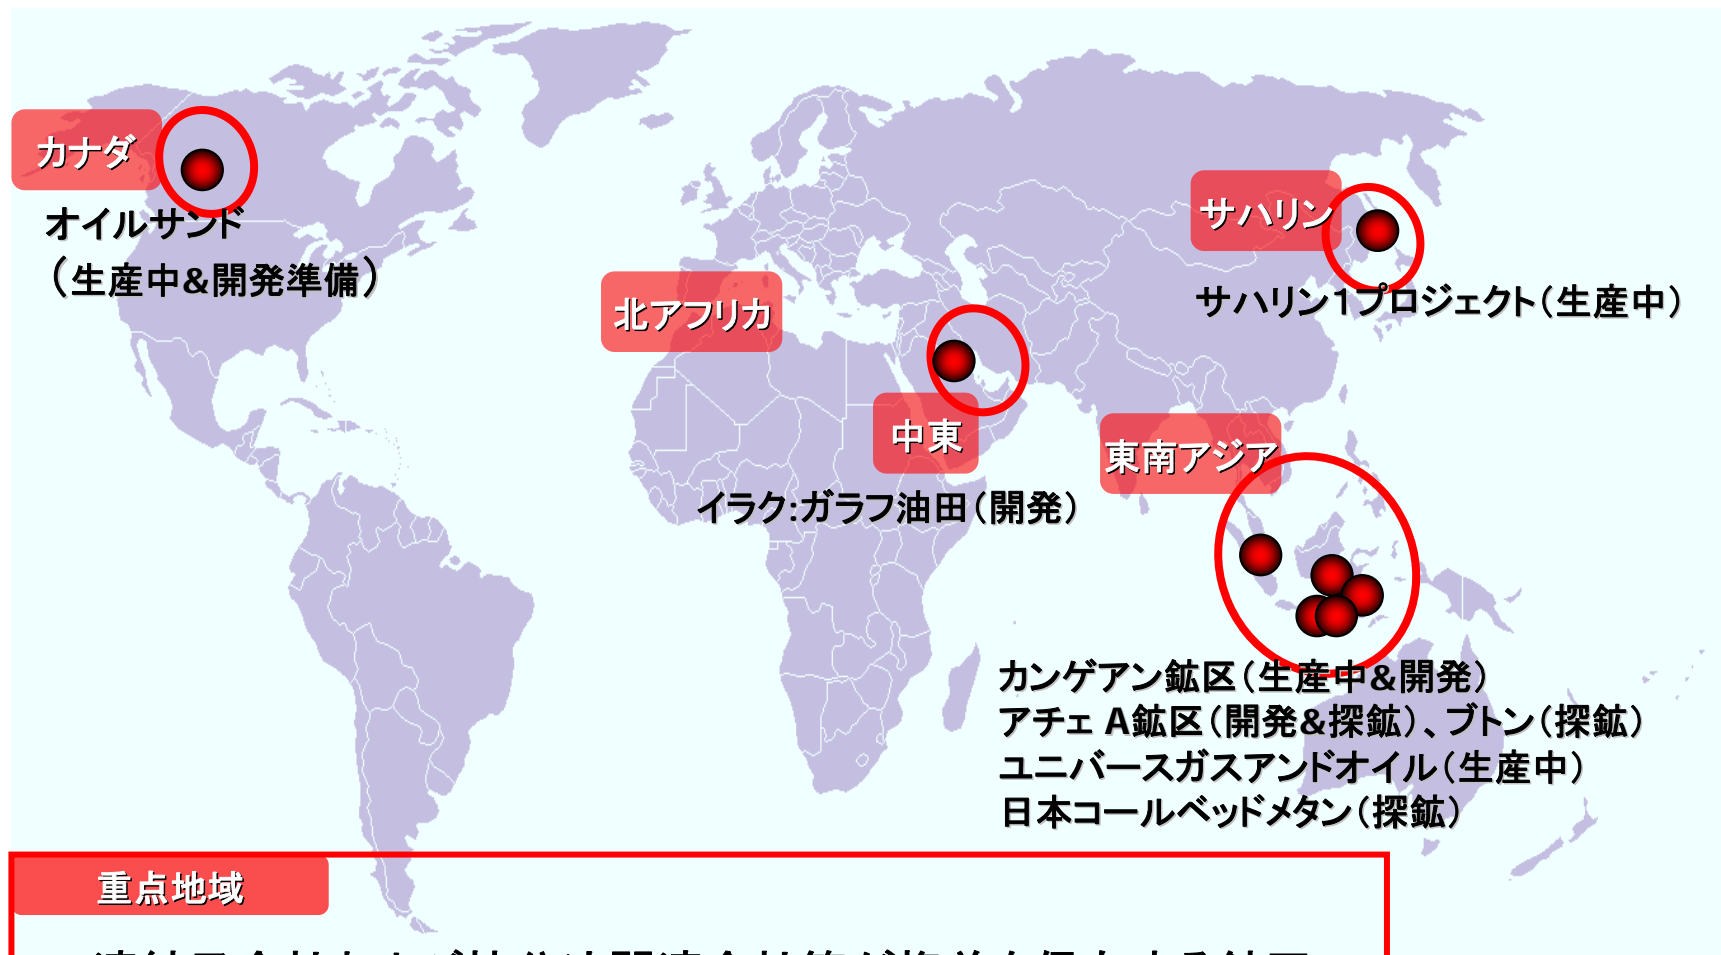 カナダ
オイルサンド
（生産中&開発準備）
サハリン
サハリン１プロジェクト（生産中）
北アフリカ
中東
イラク:ガラフ油田（開発）
東南アジア
カンゲアン鉱区（生産中&開発）
アチェ A鉱区（開発&探鉱）、ブトン（探鉱）
ユニバースガスアンドオイル（生産中）
日本コールベッドメタン（探鉱）
重点地域